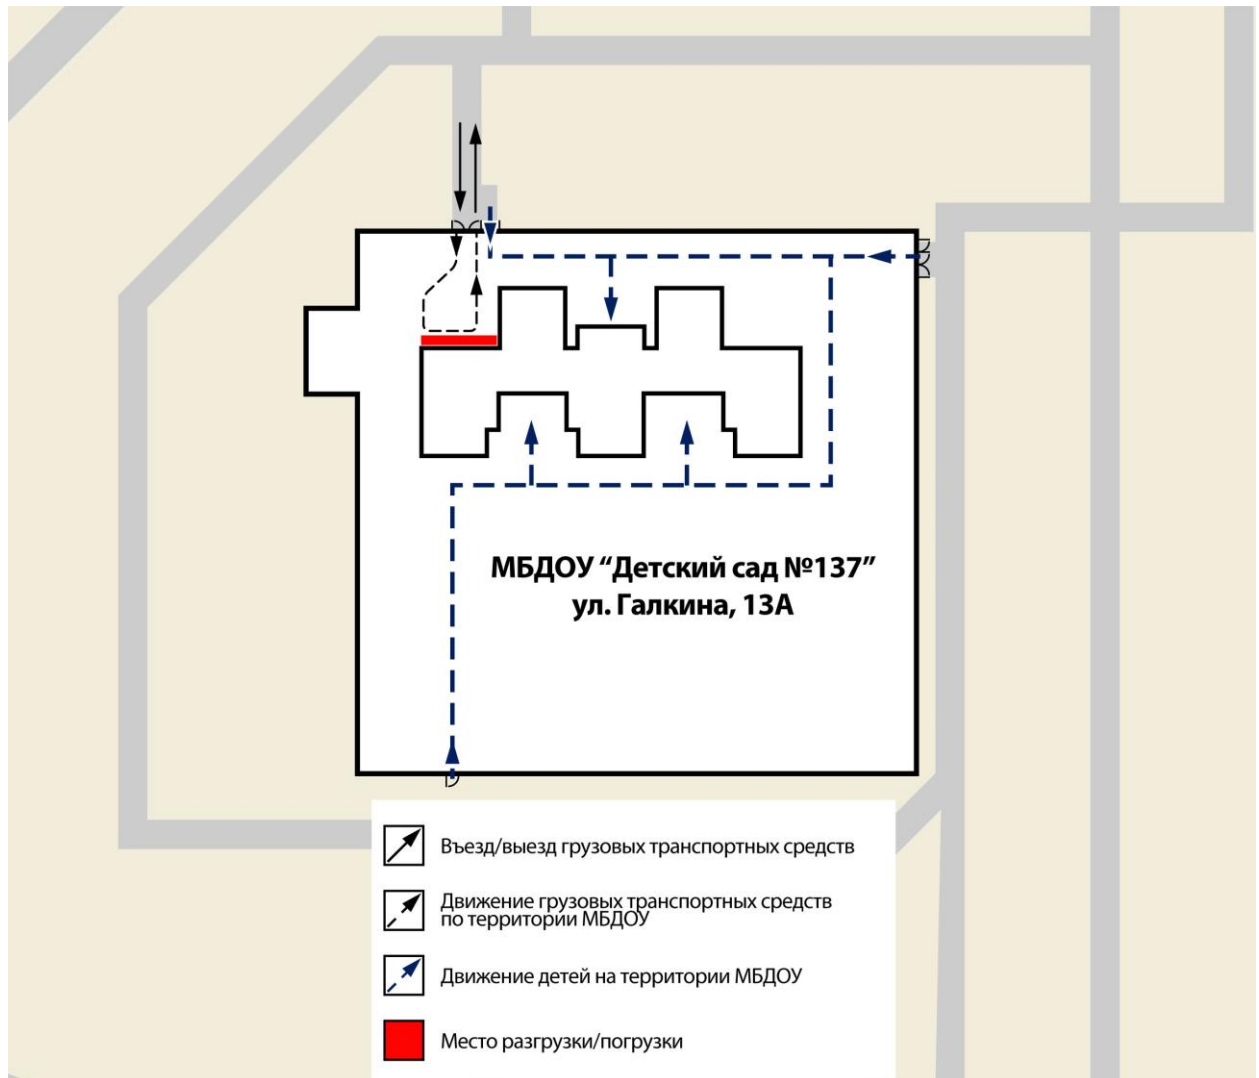 МБДОУ “Детский сад №137”
ул. Галкина, 13А
Въезд/выезд грузовых транспортных средств
Движение грузовых транспортных средств
по территории МБДОУ
Движение детей на территории МБДОУ
Место разгрузки/погрузки